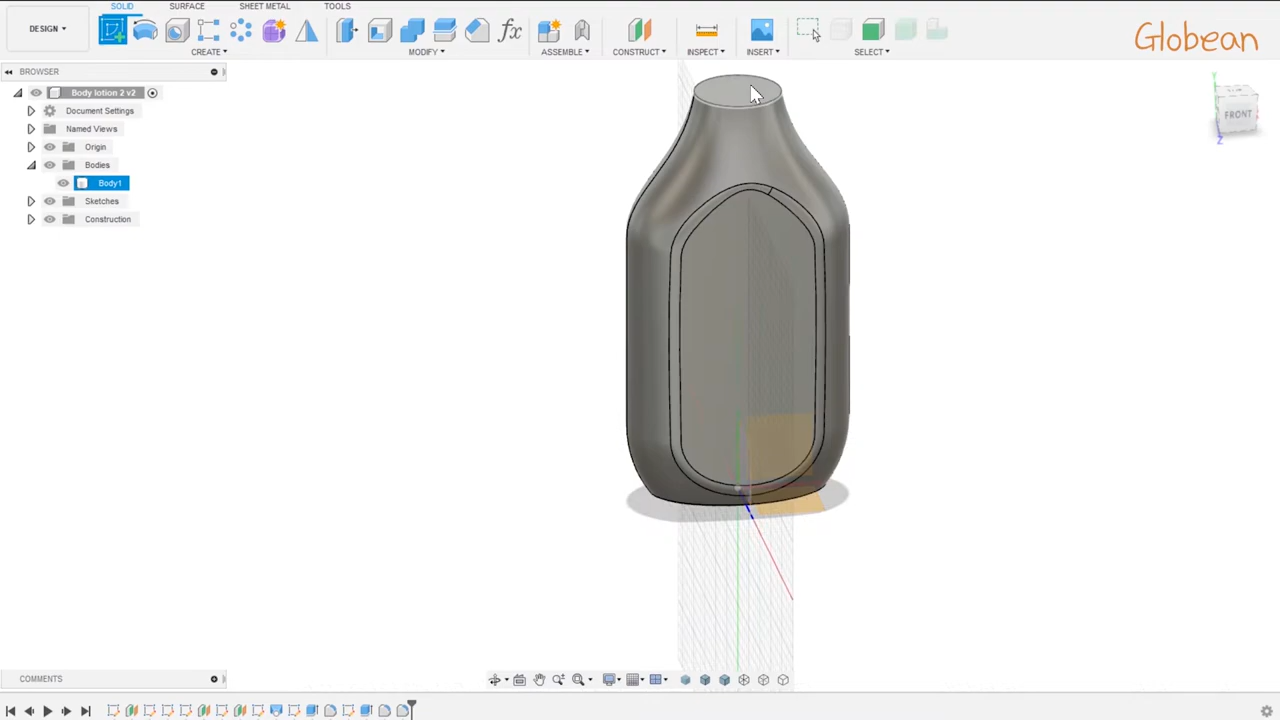 SOLID
SURFACE
SHEET METAL
TOOLS
DESIGN
CREATE
MODIFY
ASSEMBLE
CONSTRUCT
INSPECT
INSERT
SELECT
Globean
BROWSER
Body lotion 2 v2
Document Settings
Named Views
Origin
Bodies
Body1
Sketches
Construction
fx
Y
FRONT
Z
COMMENTS